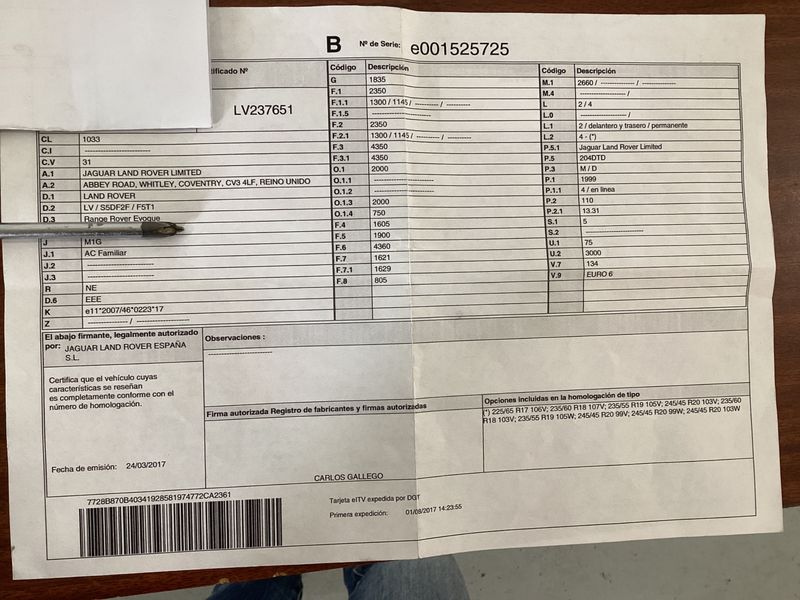 B Nº de Serie: e001525725
tificado Nº
LV237651
CL 1033
C.I --------------------
C.V 31
A.1 JAGUAR LAND ROVER LIMITED
A.2 ABBEY ROAD, WHITLEY, COVENTRY, CV3 4LF, REINO UNIDO
D.1 LAND ROVER
D.2 LV / S5DF2F / F5T1
D.3 Range Rover Evoque
J M1G
J.1 AC Familiar
J.2 --------------------
J.3 --------------------
R NE
D.6 EEE
K e11*2007/46*0223*17
Z -------------- / --------------
Código Descripción
G 1835
F.1 2350
F.1.1 1300 / 1145 / ---------- / ----------
F.1.5 --------------------
F.2 2350
F.2.1 1300 / 1145 / ---------- / ----------
F.3 4350
F.3.1 4350
O.1 2000
O.1.1 --------------------
O.1.2 --------------------
O.1.3 2000
O.1.4 750
F.4 1605
F.5 1900
F.6 4360
F.7 1621
F.7.1 1629
F.8 805
Código Descripción
M.1 2660 / -------------- / --------------
M.4 -------------------- /
L 2 / 4
L.0 -------------------- /
L.1 2 / delantero y trasero / permanente
L.2 4 - (*)
P.5.1 Jaguar Land Rover Limited
P.5 204DTD
P.3 M / D
P.1 1999
P.1.1 4 / en línea
P.2 110
P.2.1 13.31
S.1 5
S.2 --------------------
U.1 75
U.2 3000
V.7 134
V.9 EURO 6
El abajo firmante, legalmente autorizado
por: JAGUAR LAND ROVER ESPAÑA
S.L.
Certifica que el vehículo cuyas
características se reseñan
es completamente conforme con el
número de homologación.
Fecha de emisión: 24/03/2017
Observaciones :
--------------------
Firma autorizada Registro de fabricantes y firmas autorizadas
CARLOS GALLEGO
Opciones incluidas en la homologación de tipo
(*) 225/65 R17 106V; 235/60 R18 107V; 235/55 R19 105V; 245/45 R20 103V; 235/60
R18 103V; 235/55 R19 105W; 245/45 R20 99V; 245/45 R20 99W; 245/45 R20 103W
7728B870B40341928581974772CA2361
Tarjeta eITV expedida por DGT
Primera expedición: 01/08/2017 14:23:55